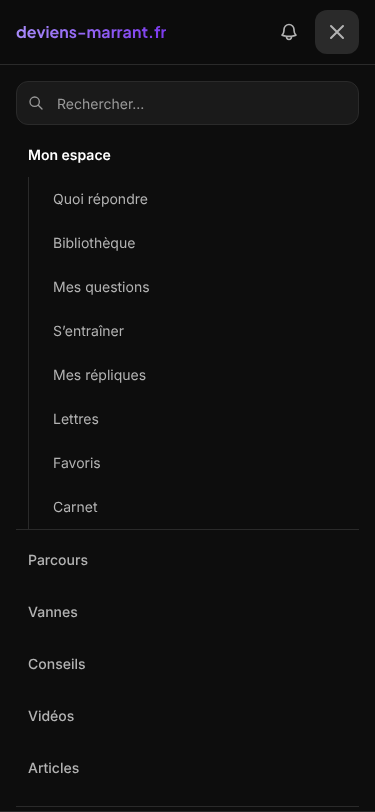 deviens-marrant.fr
Rechercher...
Mon espace
Quoi répondre
Bibliothèque
Mes questions
S’entraîner
Mes répliques
Lettres
Favoris
Carnet
Parcours
Vannes
Conseils
Vidéos
Articles